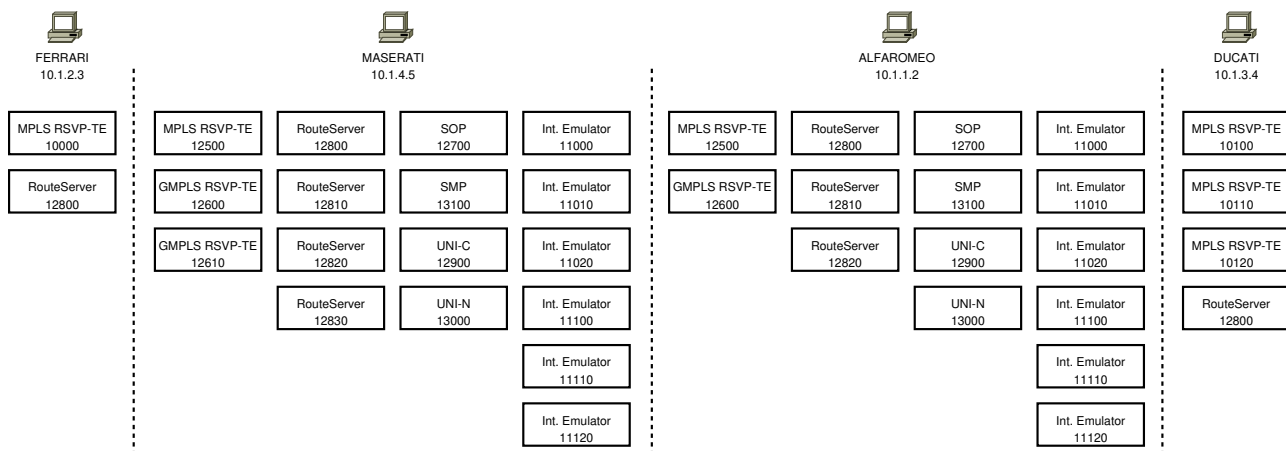 FERRARI
10.1.2.3
MASERATI
10.1.4.5
ALFAROMEO
10.1.1.2
DUCATI
10.1.3.4
MPLS RSVP-TE
10000
RouteServer
12800
MPLS RSVP-TE
12500
GMPLS RSVP-TE
12600
GMPLS RSVP-TE
12610
RouteServer
12800
RouteServer
12810
RouteServer
12820
RouteServer
12830
SOP
12700
SMP
13100
UNI-C
12900
UNI-N
13000
Int. Emulator
11000
Int. Emulator
11010
Int. Emulator
11020
Int. Emulator
11100
Int. Emulator
11110
Int. Emulator
11120
MPLS RSVP-TE
12500
GMPLS RSVP-TE
12600
RouteServer
12800
RouteServer
12810
RouteServer
12820
SOP
12700
SMP
13100
UNI-C
12900
UNI-N
13000
Int. Emulator
11000
Int. Emulator
11010
Int. Emulator
11020
Int. Emulator
11100
Int. Emulator
11110
Int. Emulator
11120
MPLS RSVP-TE
10100
MPLS RSVP-TE
10110
MPLS RSVP-TE
10120
RouteServer
12800